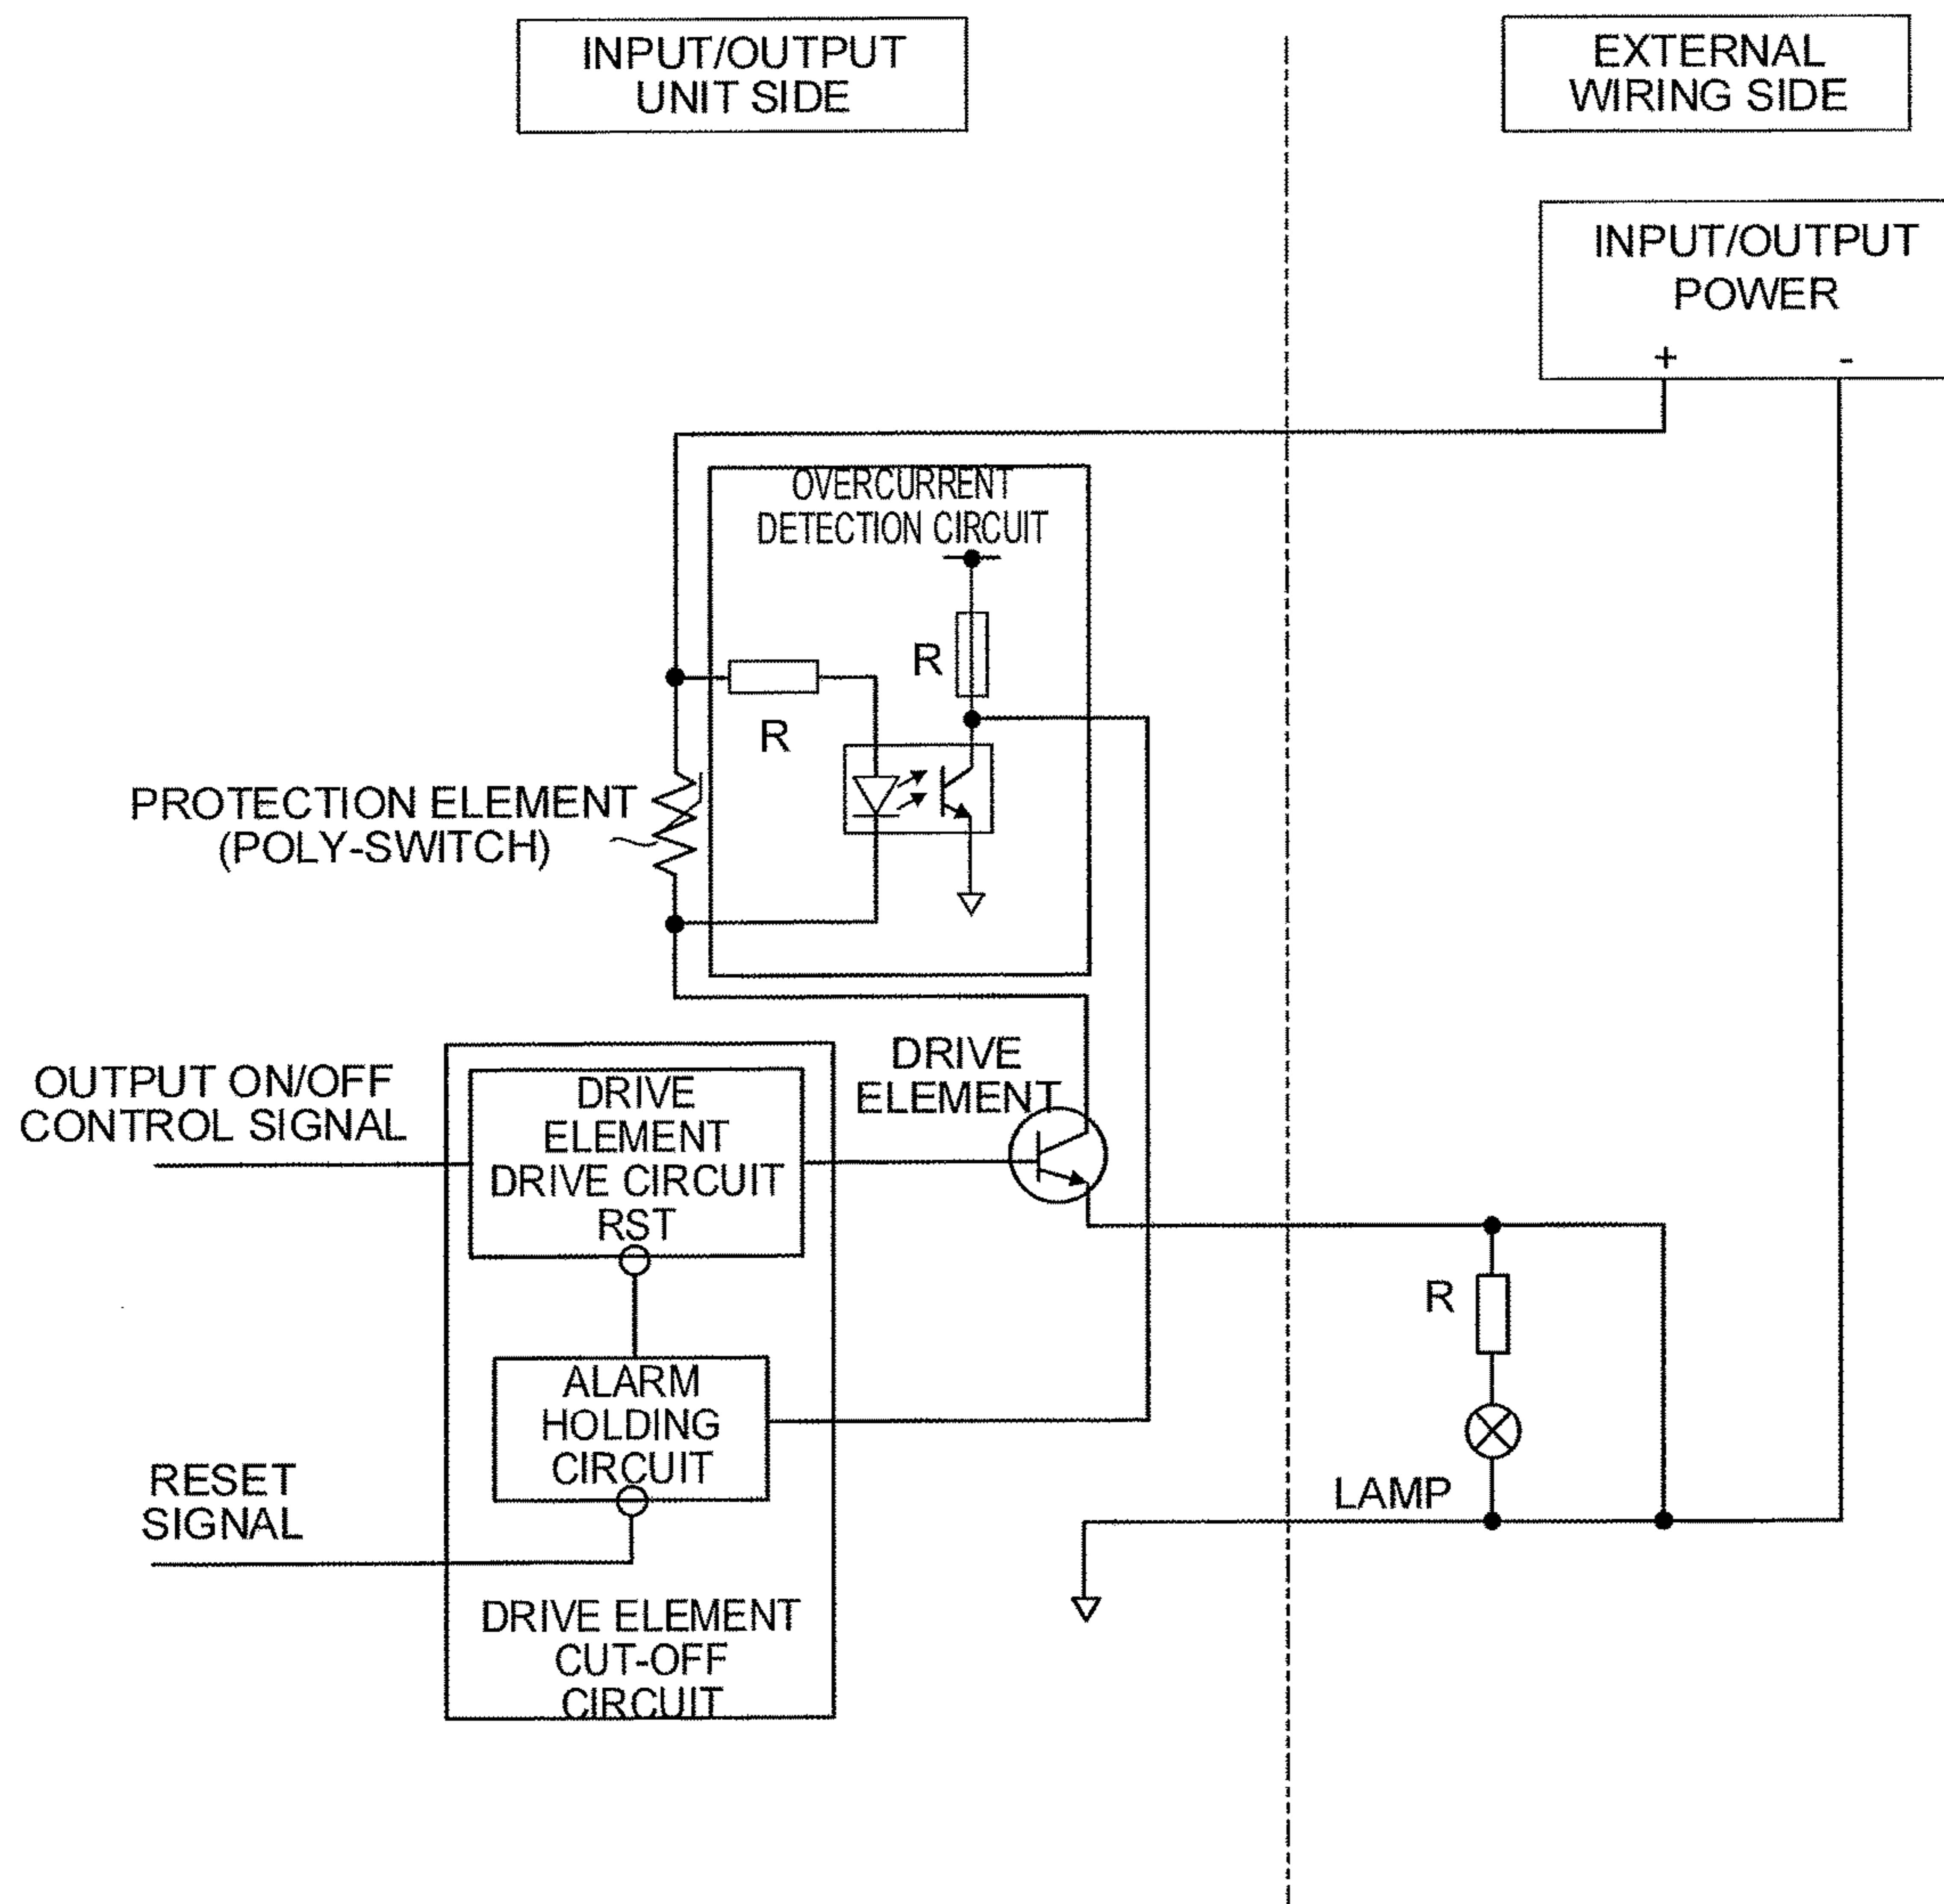 INPUT/OUTPUT
UNIT SIDE
EXTERNAL
WIRING SIDE
INPUT/OUTPUT
POWER
+
-
OVERCURRENT
DETECTION CIRCUIT
R
R
PROTECTION ELEMENT
(POLY-SWITCH)
OUTPUT ON/OFF
CONTROL SIGNAL
DRIVE
ELEMENT
DRIVE CIRCUIT
RST
DRIVE
ELEMENT
R
ALARM
HOLDING
CIRCUIT
RESET
SIGNAL
LAMP
DRIVE ELEMENT
CUT-OFF
CIRCUIT